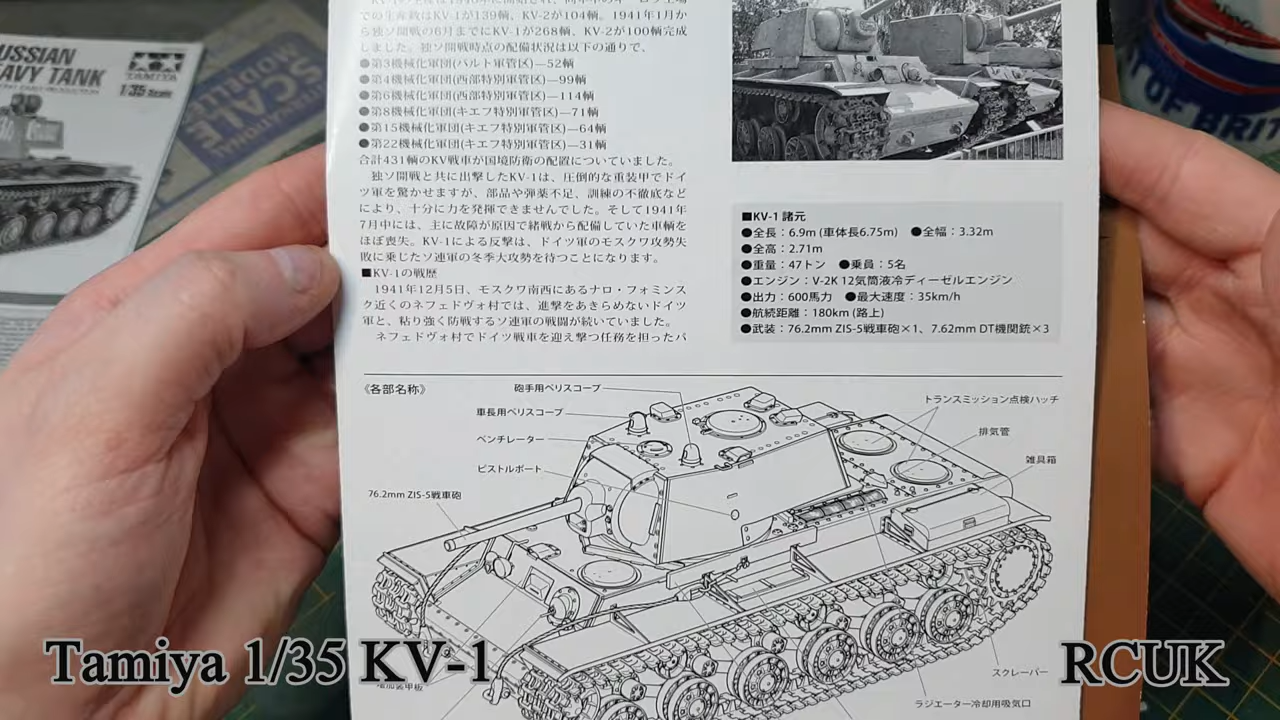 RUSSIAN
HEAVY TANK
TAMIYA
1/35 Scale
SCALE
MODELLE
OF BRIT
での生産数はKV-1が139輌、KV-2が104輌。1941年1月か
ら独ソ開戦の6月までにKV-1が268輌、KV-2が100輌完成
しました。独ソ開戦時点の配備状況は以下の通りで、
●第3機械化軍団(バルト軍管区)—52輌
●第4機械化軍団(西部特別軍管区)—99輌
●第6機械化軍団(西部特別軍管区)—114輌
●第8機械化軍団(キエフ特別軍管区)—71輌
●第15機械化軍団(キエフ特別軍管区)—64輌
●第22機械化軍団(キエフ特別軍管区)—31輌
合計431輌のKV戦車が国境防衛の配置についていました。
独ソ開戦と共に出撃したKV-1は、圧倒的な重装甲でドイ
ツ軍を驚かせますが、部品や弾薬不足、訓練の不徹底など
により、十分に力を発揮できませんでした。そして1941年
7月中には、主に故障が原因で緒戦から配備していた車輌を
ほぼ喪失。KV-1による反撃は、ドイツ軍のモスクワ攻勢失
敗に乗じたソ連軍の冬季大攻勢を待つことになります。
■KV-1の戦歴
1941年12月5日、モスクワ南西にあるナロ・フォミンス
ク近くのネフェドヴォ村では、進撃をあきらめないドイツ
軍と、粘り強く防戦するソ連軍の戦闘が続いていました。
ネフェドヴォ村でドイツ戦車を迎え撃つ任務を担ったパ
■KV-1 諸元
●全長：6.9m (車体長6.75m) ●全幅：3.32m
●全高：2.71m
●重量：47トン ●乗員：5名
●エンジン：V-2K 12気筒液冷ディーゼルエンジン
●出力：600馬力 ●最大速度：35km/h
●航続距離：180km (路上)
●武装：76.2mm ZIS-5戦車砲×1、7.62mm DT機関銃×3
《各部名称》
砲手用ペリスコープ
車長用ペリスコープ
ベンチレーター
ピストルポート
76.2mm ZIS-5戦車砲
トランスミッション点検ハッチ
排気管
雑具箱
スクレーパー
ラジエーター冷却用吸気口
増加装甲板
Tamiya 1/35 KV-1
RCUK